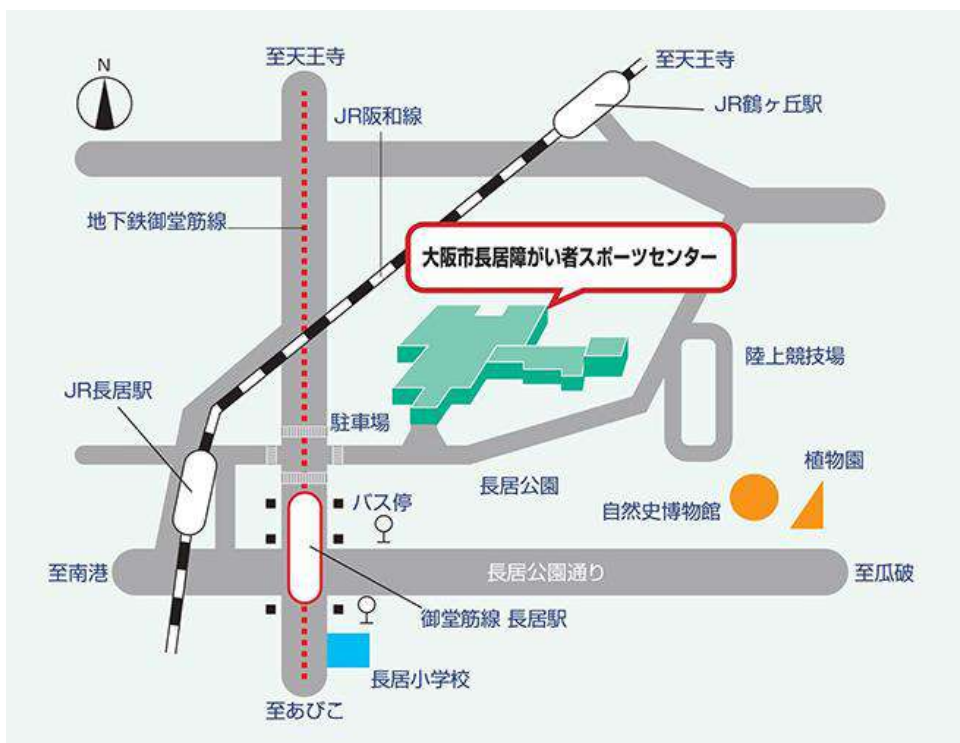 至天王寺
至天王寺
N
JR鶴ヶ丘駅
JR阪和線
地下鉄御堂筋線
大阪市長居障がい者スポーツセンター
陸上競技場
JR長居駅
駐車場
植物園
長居公園
バス停
自然史博物館
至南港
長居公園通り
至瓜破
御堂筋線 長居駅
長居小学校
至あびこ